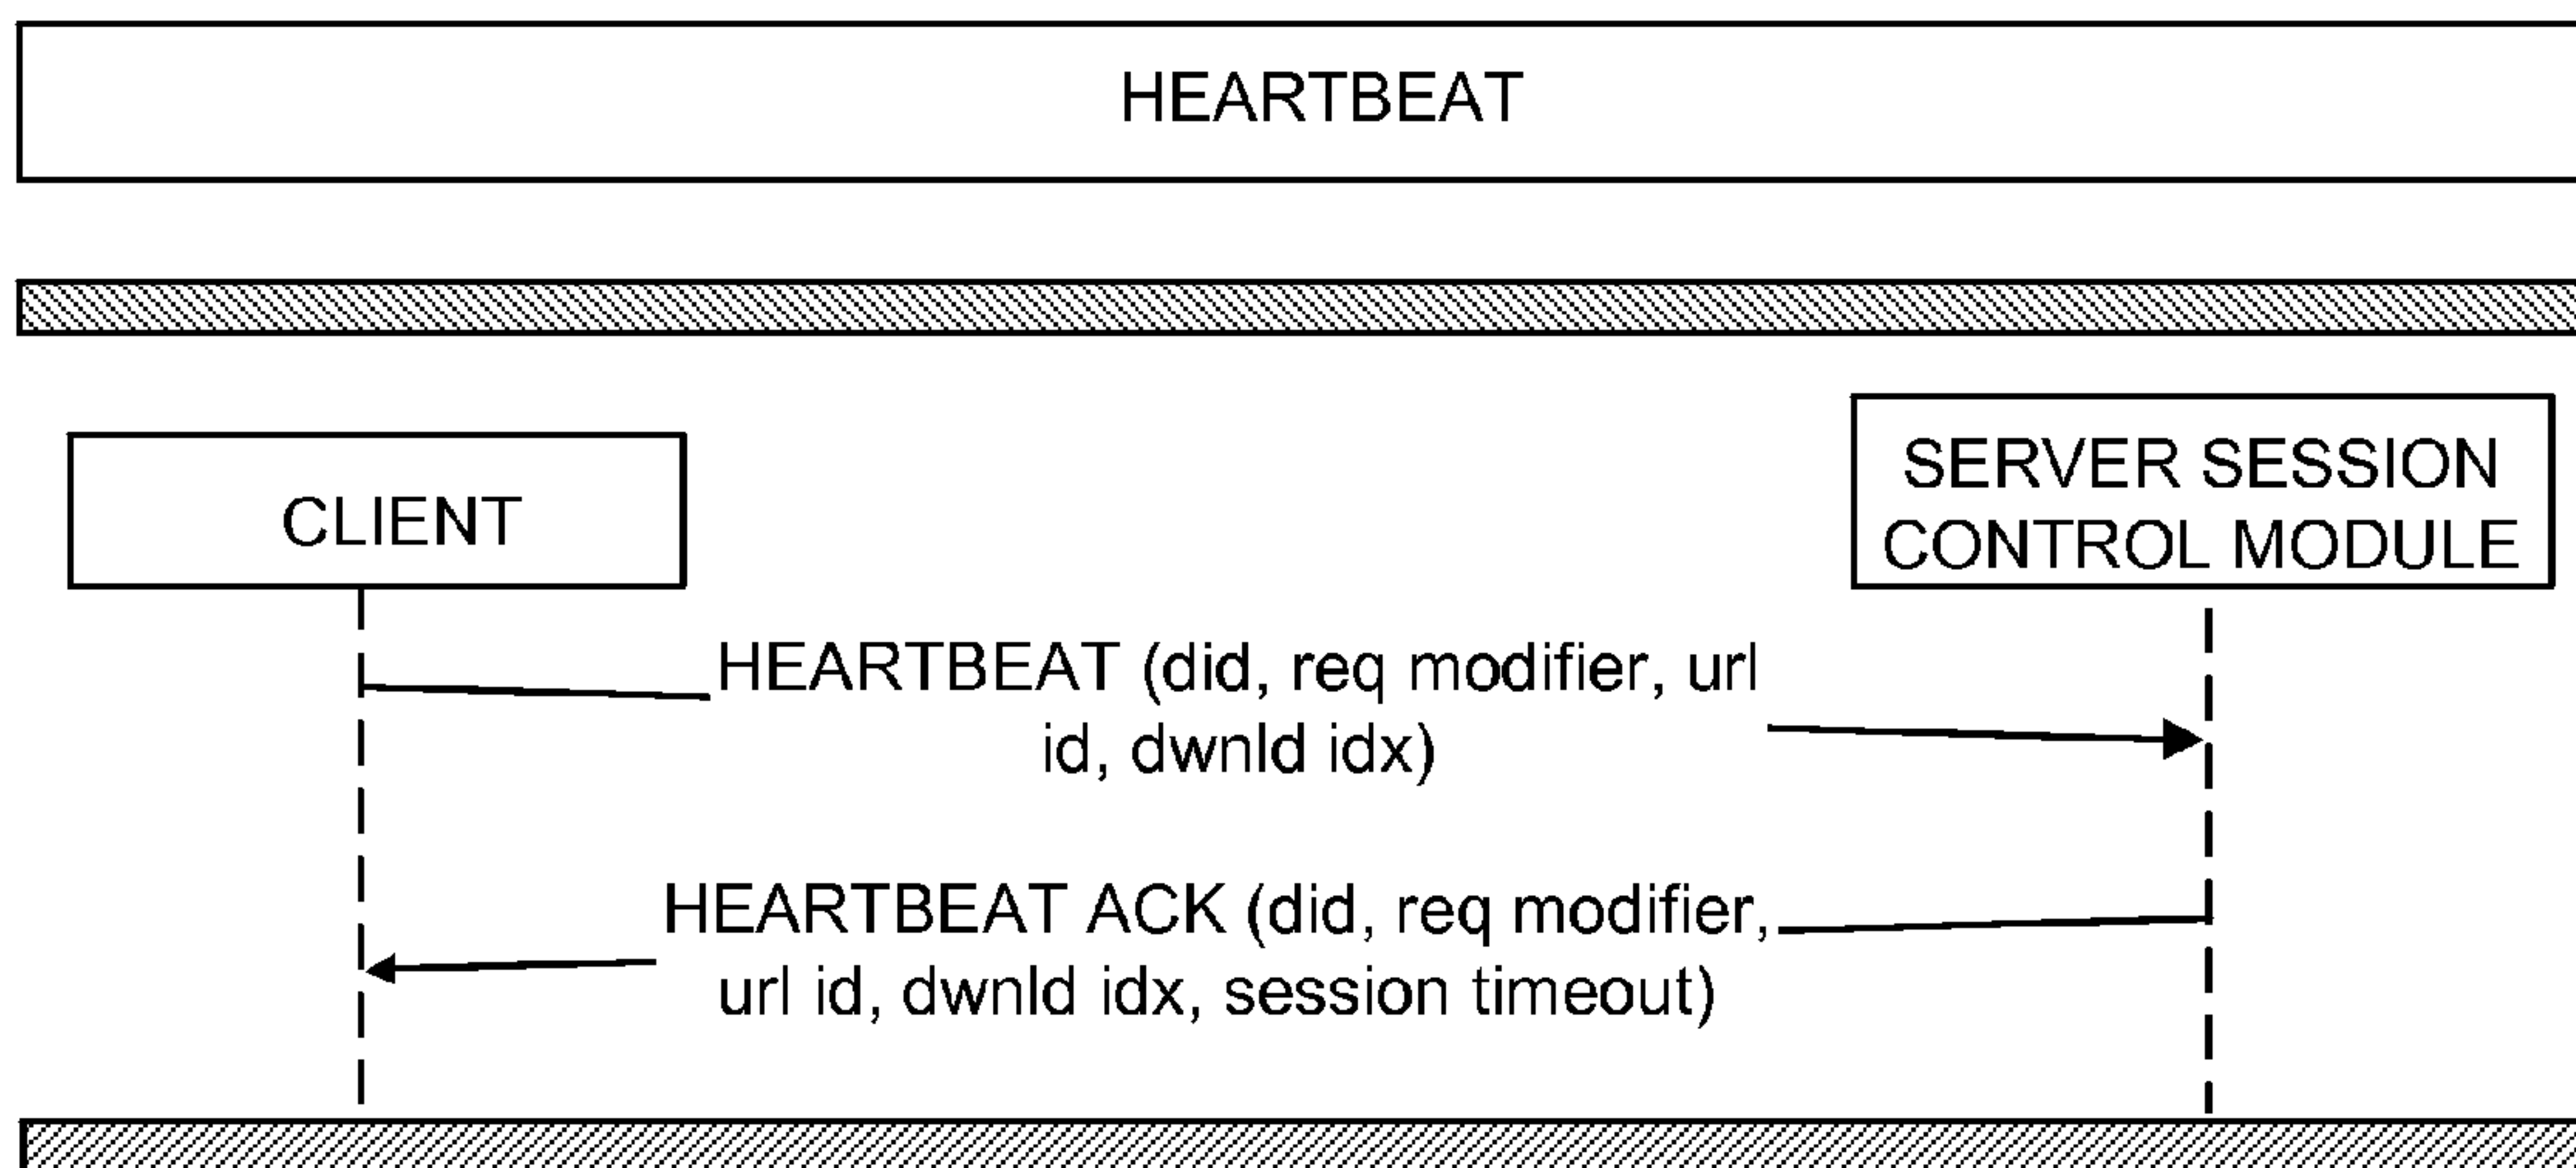 HEARTBEAT
CLIENT
SERVER SESSION
CONTROL MODULE
HEARTBEAT (did, req modifier, url
id, dwnld idx)
HEARTBEAT ACK (did, req modifier,
url id, dwnld idx, session timeout)